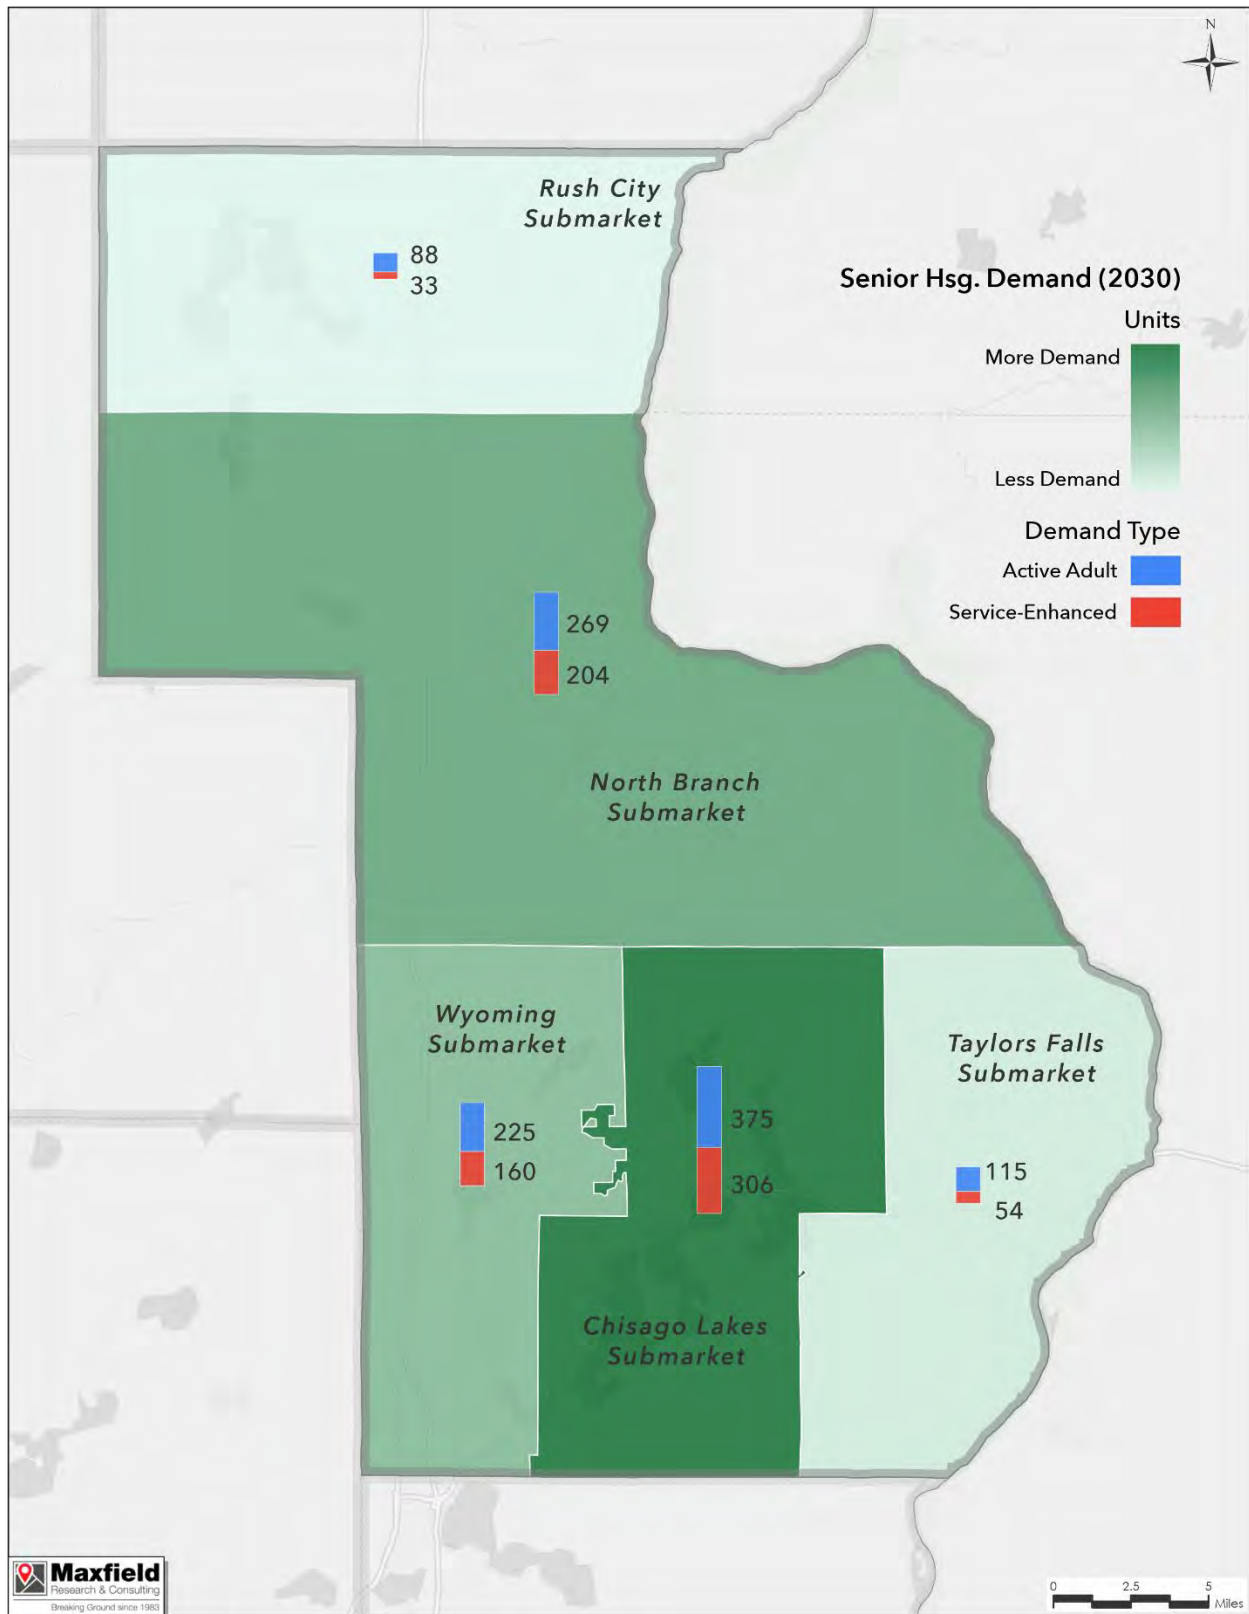 N
Rush City
Submarket
88
33
Senior Hsg. Demand (2030)
Units
More Demand
Less Demand
Demand Type
Active Adult
Service-Enhanced
269
204
North Branch
Submarket
Wyoming
Submarket
225
160
375
306
Taylors Falls
Submarket
115
54
Chisago Lakes
Submarket
Maxfield
Research & Consulting
Breaking Ground since 1983
0 2.5 5
Miles